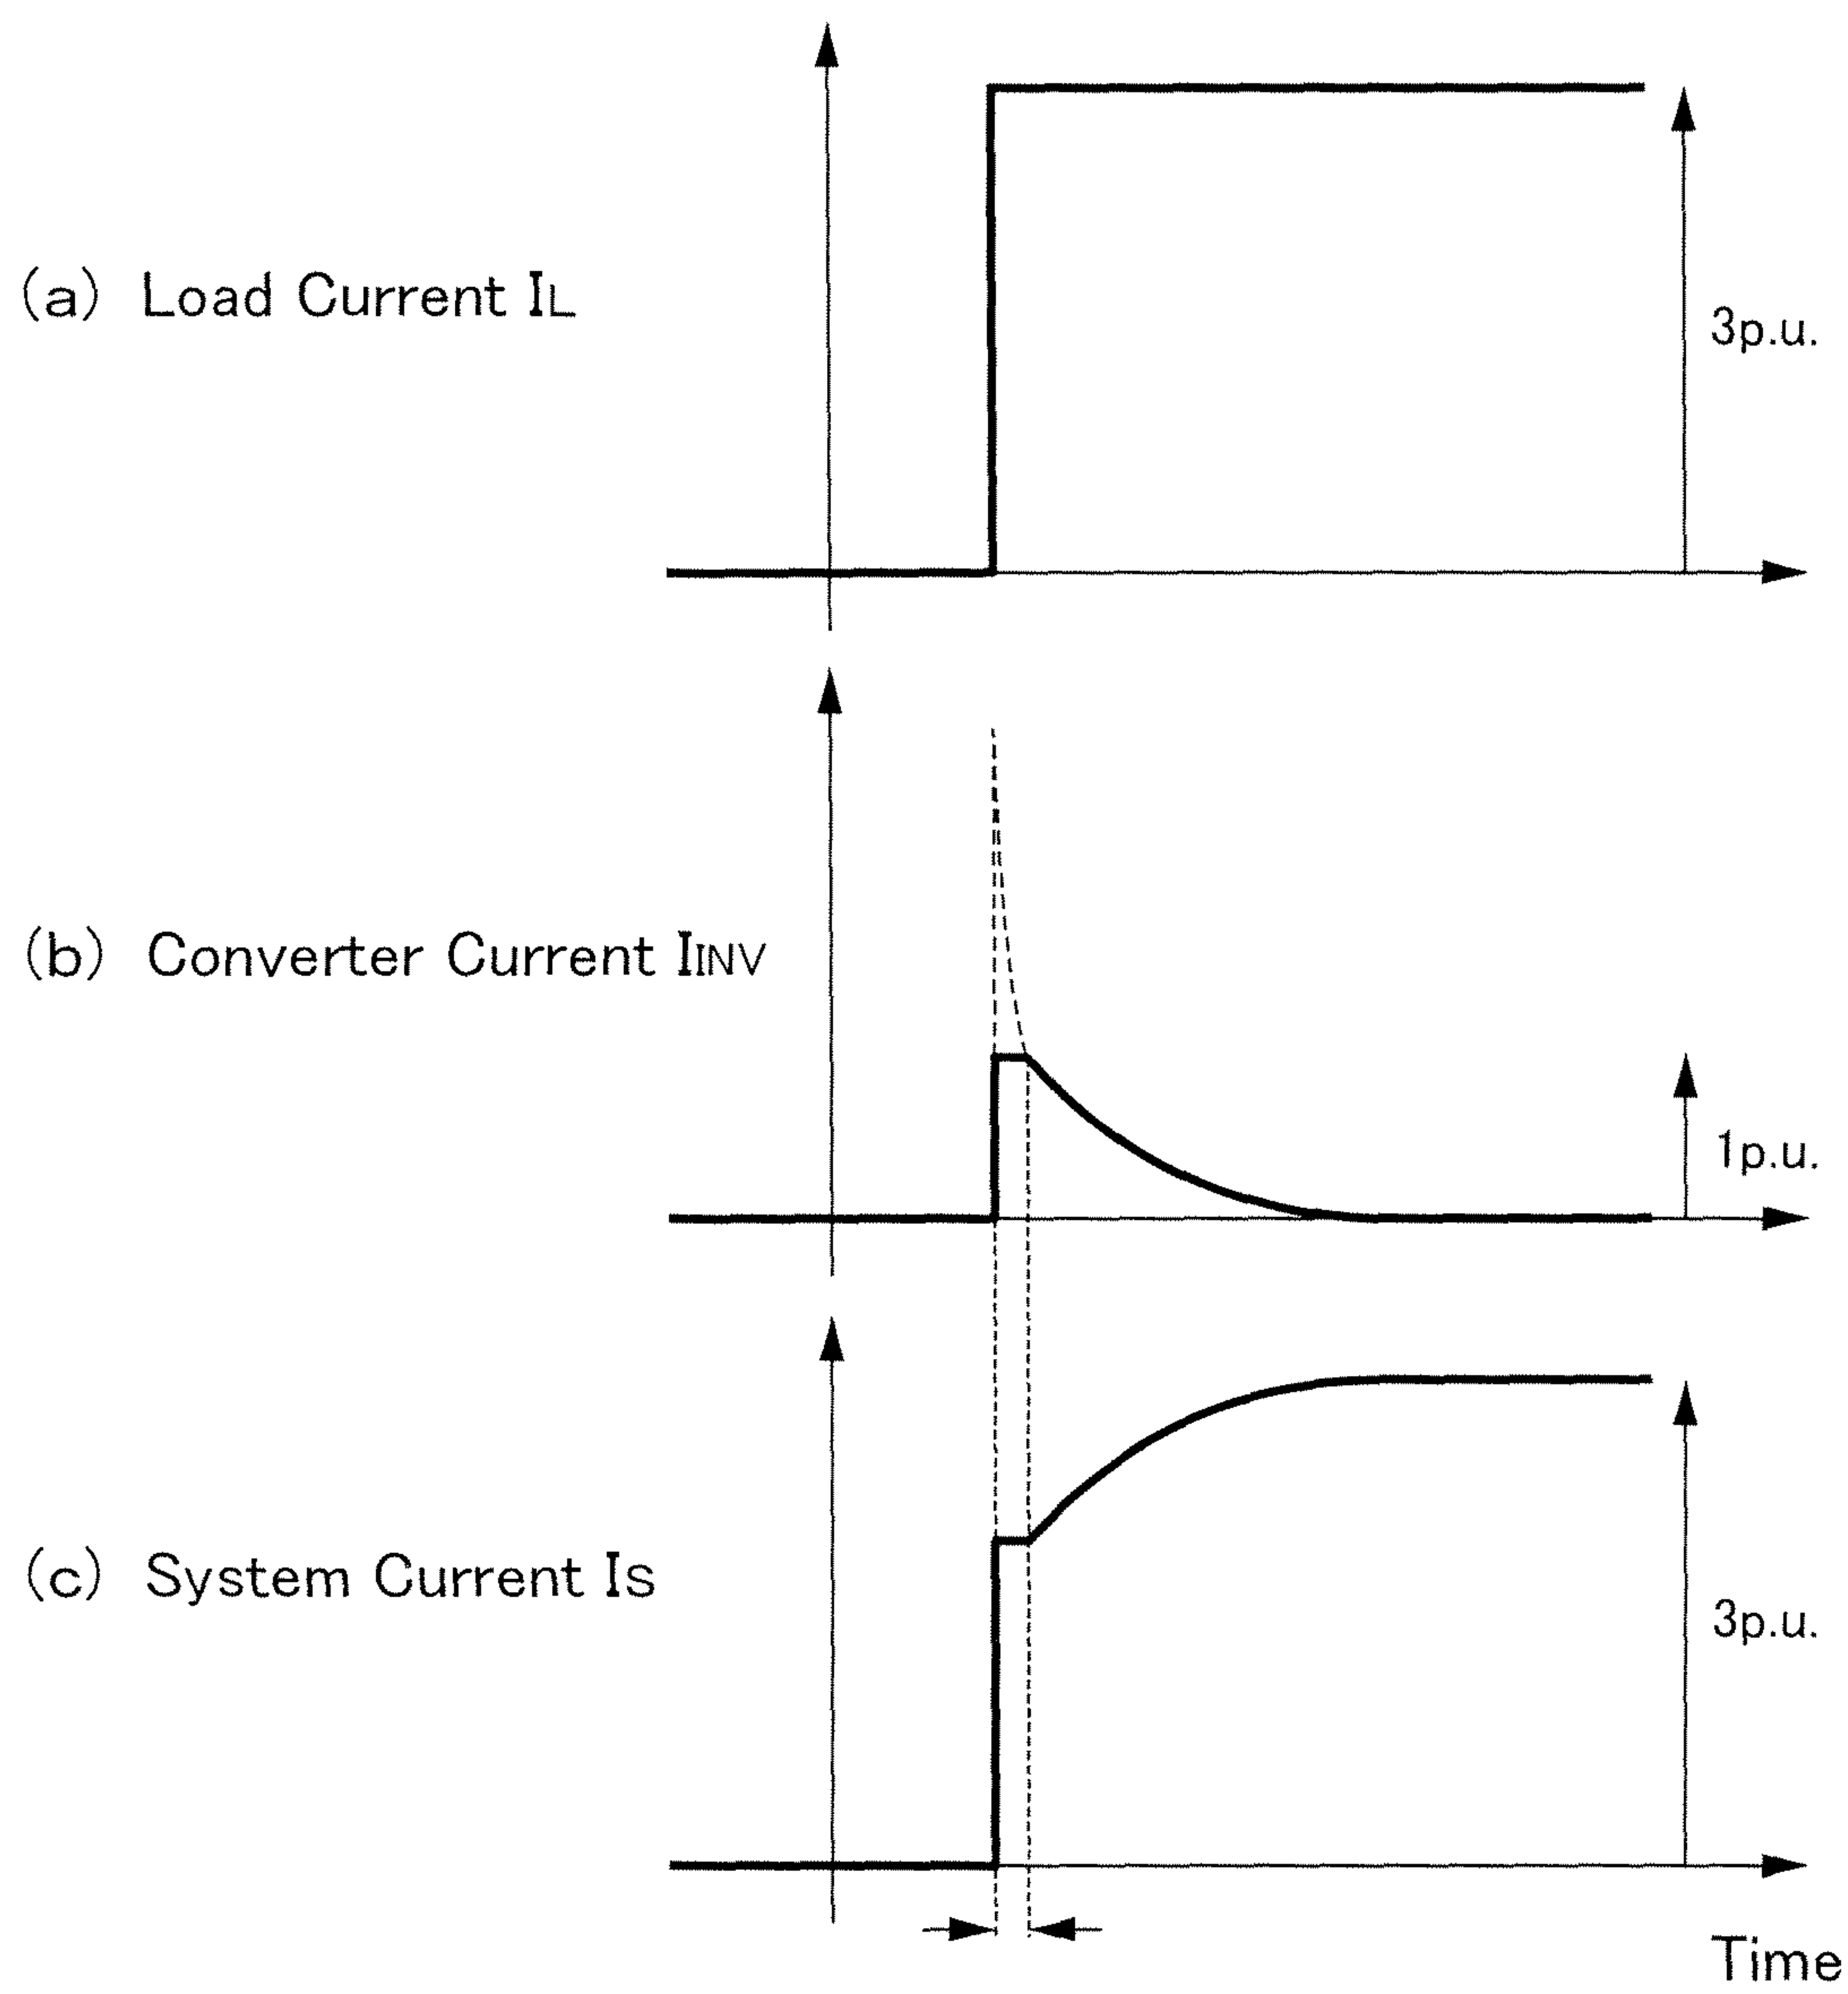 (a) Load Current IL
3p.u.
(b) Converter Current IINV
1p.u.
(c) System Current IS
3p.u.
Time